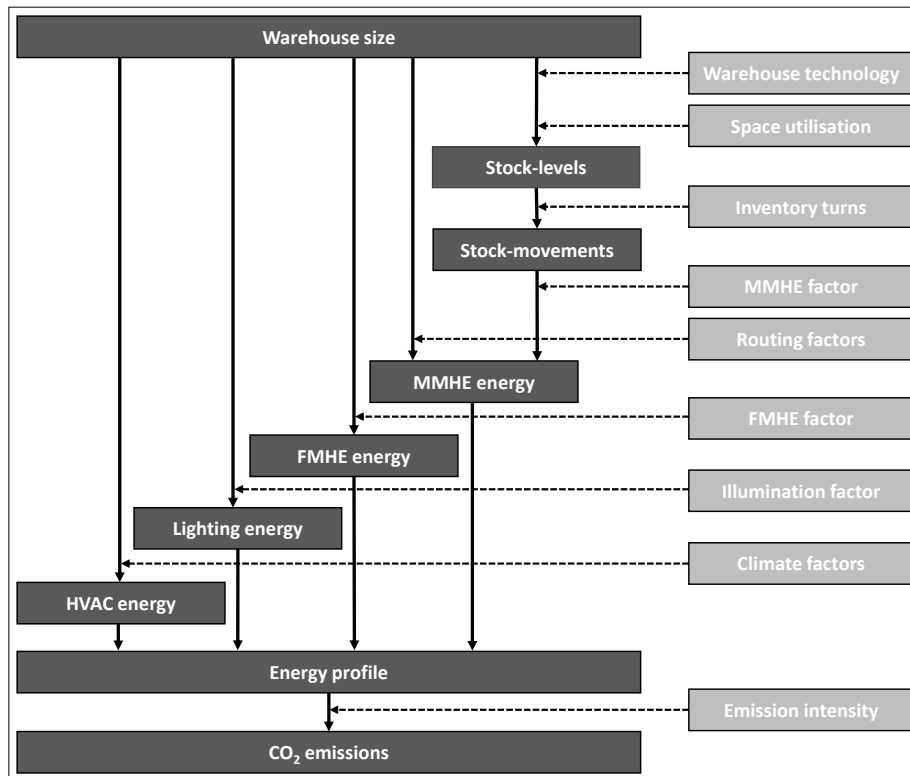 Warehouse size
Warehouse technology
Space utilisation
Stock-levels
Inventory turns
Stock-movements
MMHE factor
Routing factors
MMHE energy
FMHE factor
FMHE energy
Illumination factor
Lighting energy
Climate factors
HVAC energy
Energy profile
Emission intensity
CO₂ emissions